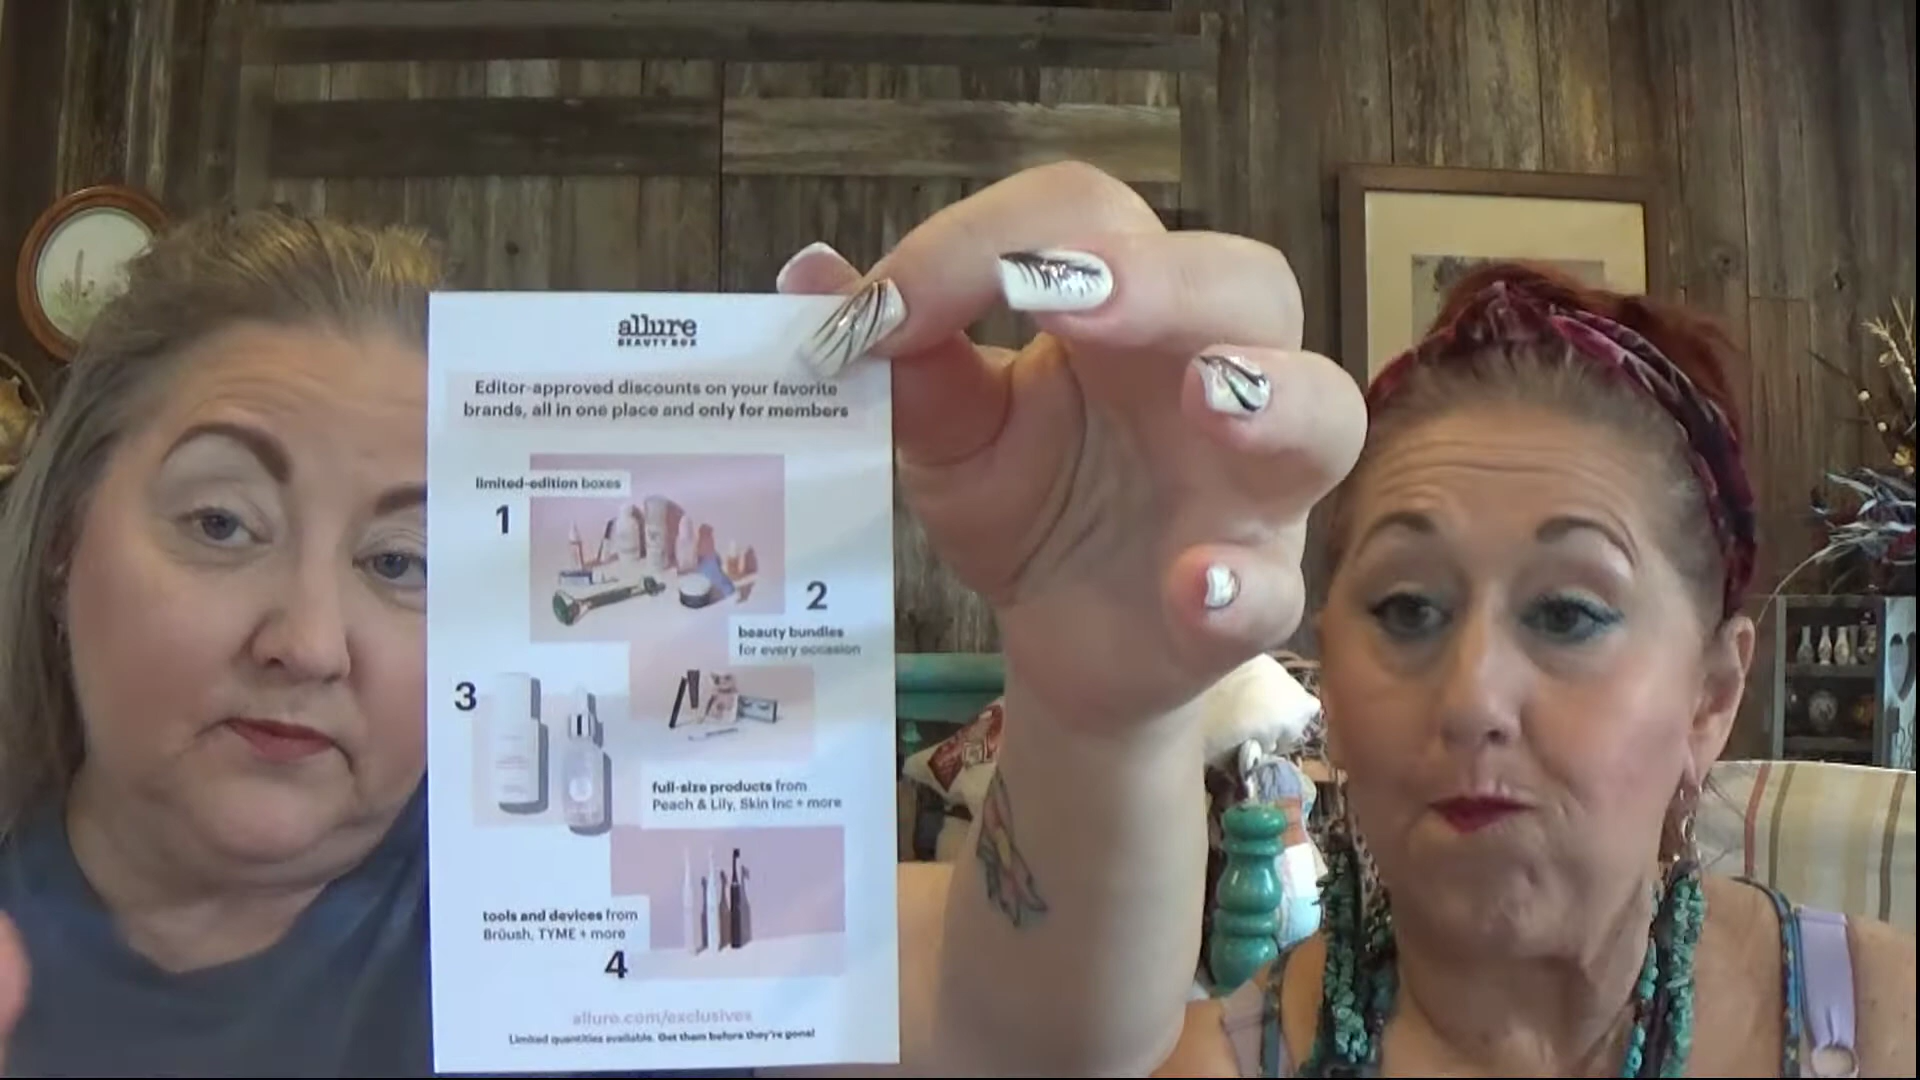 allure
BEAUTY BOX
Editor-approved discounts on your favorite
brands, all in one place and only for members
limited-edition boxes
1
2
beauty bundles
for every occasion
3
full-size products from
Peach & Lily, Skin Inc + more
tools and devices from
Brüush, TYME + more
4
allure.com/exclusives
Limited quantities available. Get them before they're gone!